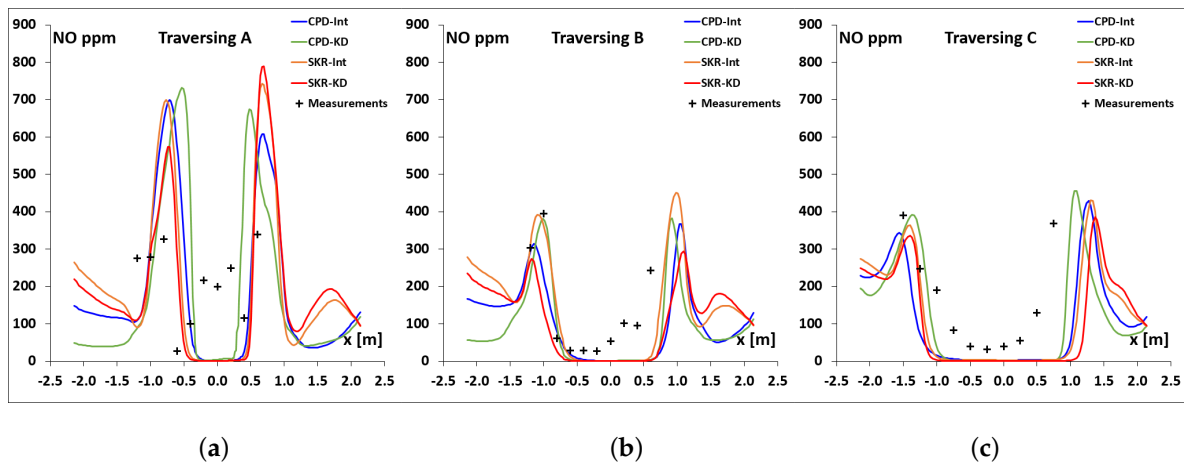 900
800
700
600
500
400
300
200
100
0
NO ppm
Traversing A
CPD-Int
CPD-KD
SKR-Int
SKR-KD
Measurements
x [m]
-2.5 -2.0 -1.5 -1.0 -0.5 0.0 0.5 1.0 1.5 2.0 2.5
(a)
900
800
700
600
500
400
300
200
100
0
NO ppm
Traversing B
CPD-Int
CPD-KD
SKR-Int
SKR-KD
Measurements
x [m]
-2.5 -2.0 -1.5 -1.0 -0.5 0.0 0.5 1.0 1.5 2.0 2.5
(b)
900
800
700
600
500
400
300
200
100
0
NO ppm
Traversing C
CPD-Int
CPD-KD
SKR-Int
SKR-KD
Measurements
x [m]
-2.5 -2.0 -1.5 -1.0 -0.5 0.0 0.5 1.0 1.5 2.0 2.5
(c)